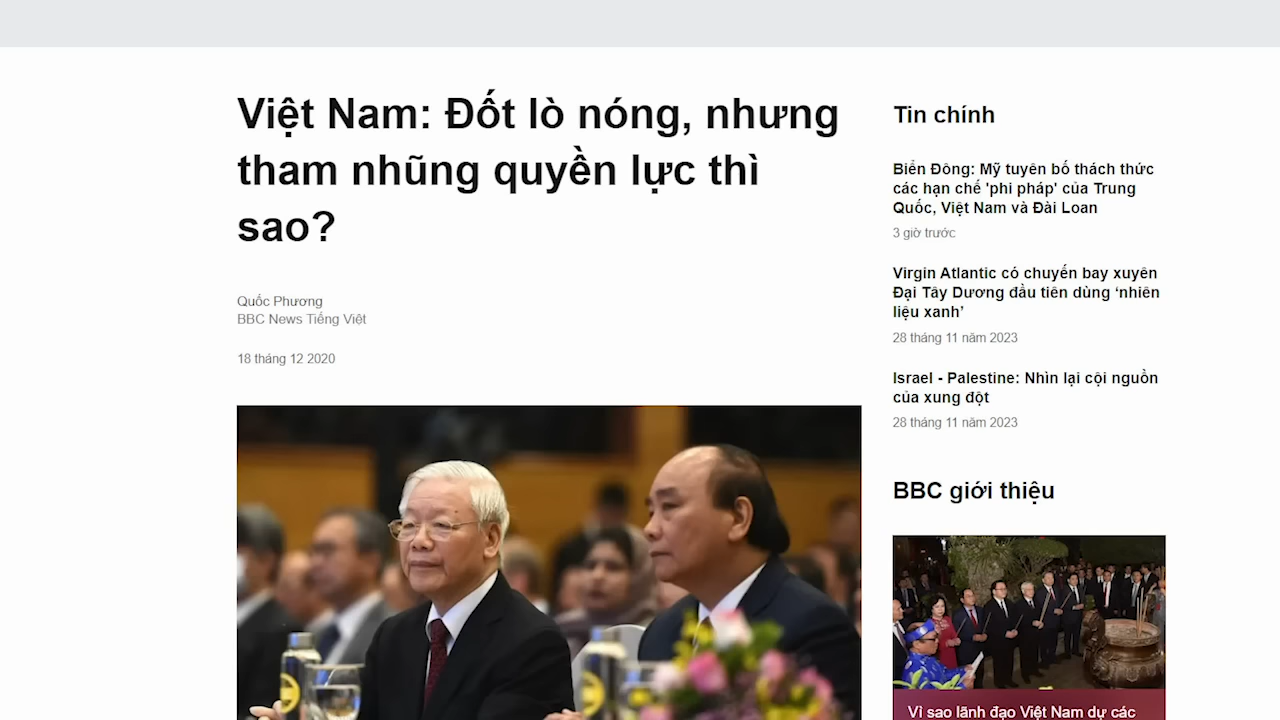 Việt Nam: Đốt lò nóng, nhưng
tham nhũng quyền lực thì
sao?
Quốc Phương
BBC News Tiếng Việt
18 tháng 12 2020
Tin chính
Biển Đông: Mỹ tuyên bố thách thức
các hạn chế 'phi pháp' của Trung
Quốc, Việt Nam và Đài Loan
3 giờ trước
Virgin Atlantic có chuyến bay xuyên
Đại Tây Dương đầu tiên dùng ‘nhiên
liệu xanh’
28 tháng 11 năm 2023
Israel - Palestine: Nhìn lại cội nguồn
của xung đột
28 tháng 11 năm 2023
BBC giới thiệu
Vì sao lãnh đạo Việt Nam dự các